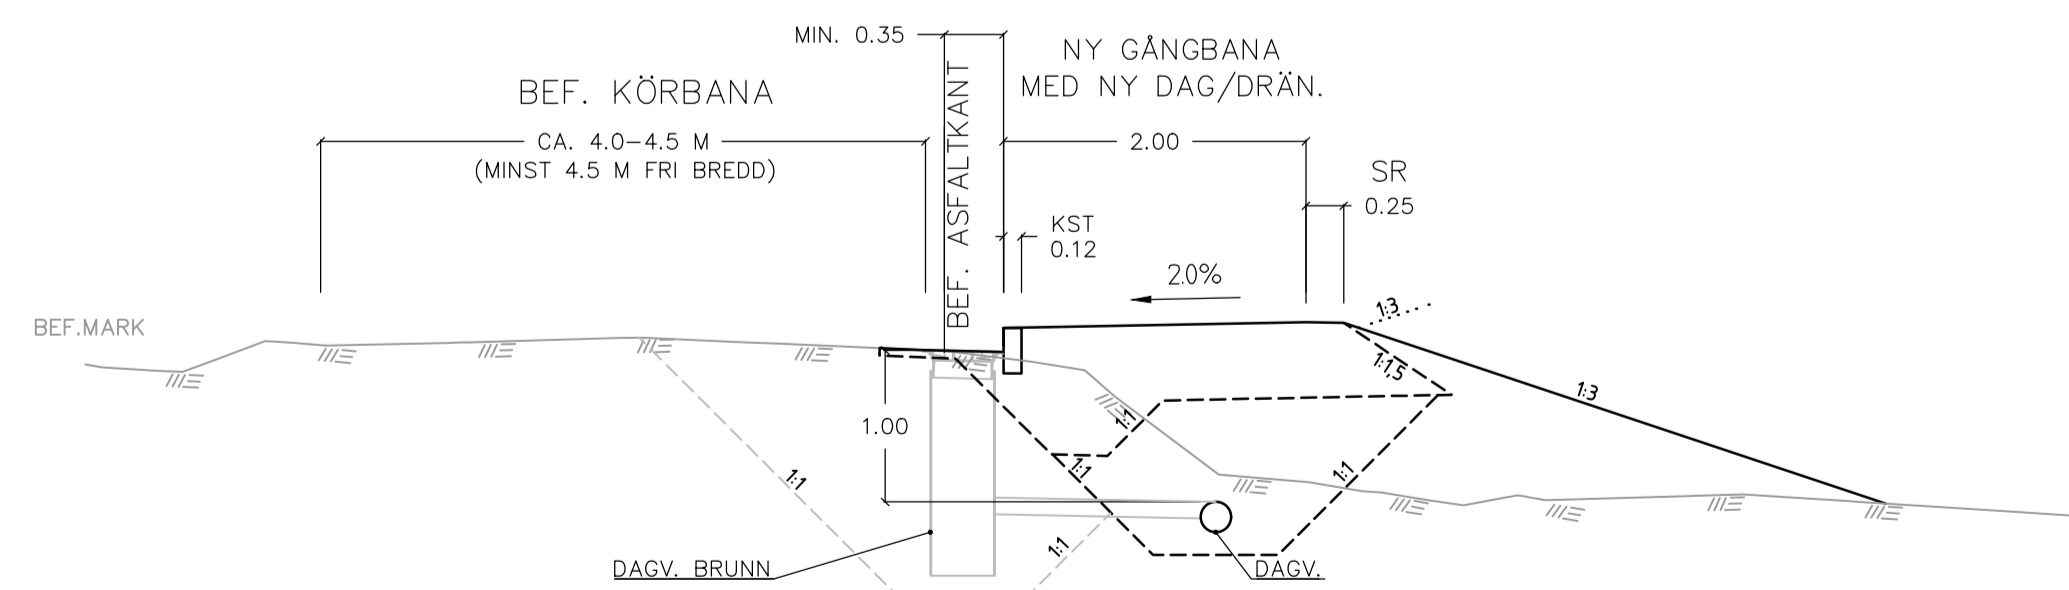 MIN. 0.35
NY GÅNGBANA
MED NY DAG/DRÄN.
BEF. KÖRBANA
CA. 4.0-4.5 M
(MINST 4.5 M FRI BREDD)
BEF. ASFALTKANT
2.00
SR
0.25
KST
0.12
2.0%
BEF.MARK
1:3
1:1,5
1:3
1:1
1.00
1:1
1:1
1:1
1:1
DAGV. BRUNN
DAGV.